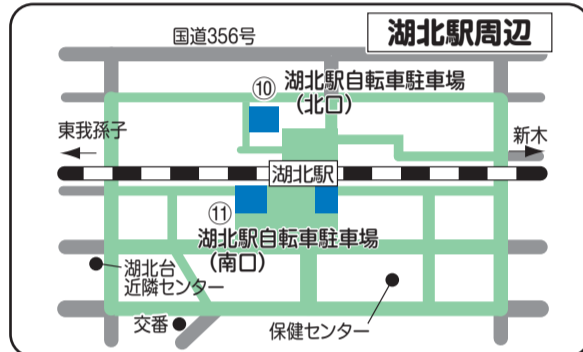 国道356号
湖北駅周辺
⑩ 湖北駅自転車駐車場
(北口)
東我孫子
新木
湖北駅
⑪
湖北駅自転車駐車場
(南口)
湖北台
近隣センター
交番
保健センター